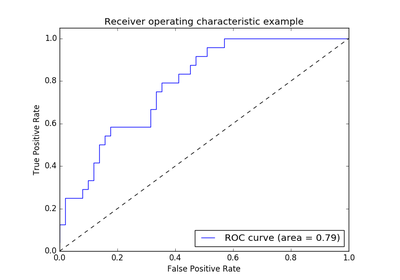 Receiver operating characteristic example
True Positive Rate
1.0
0.8
0.6
0.4
0.2
0.0
0.0 0.2 0.4 0.6 0.8 1.0
False Positive Rate
ROC curve (area = 0.79)